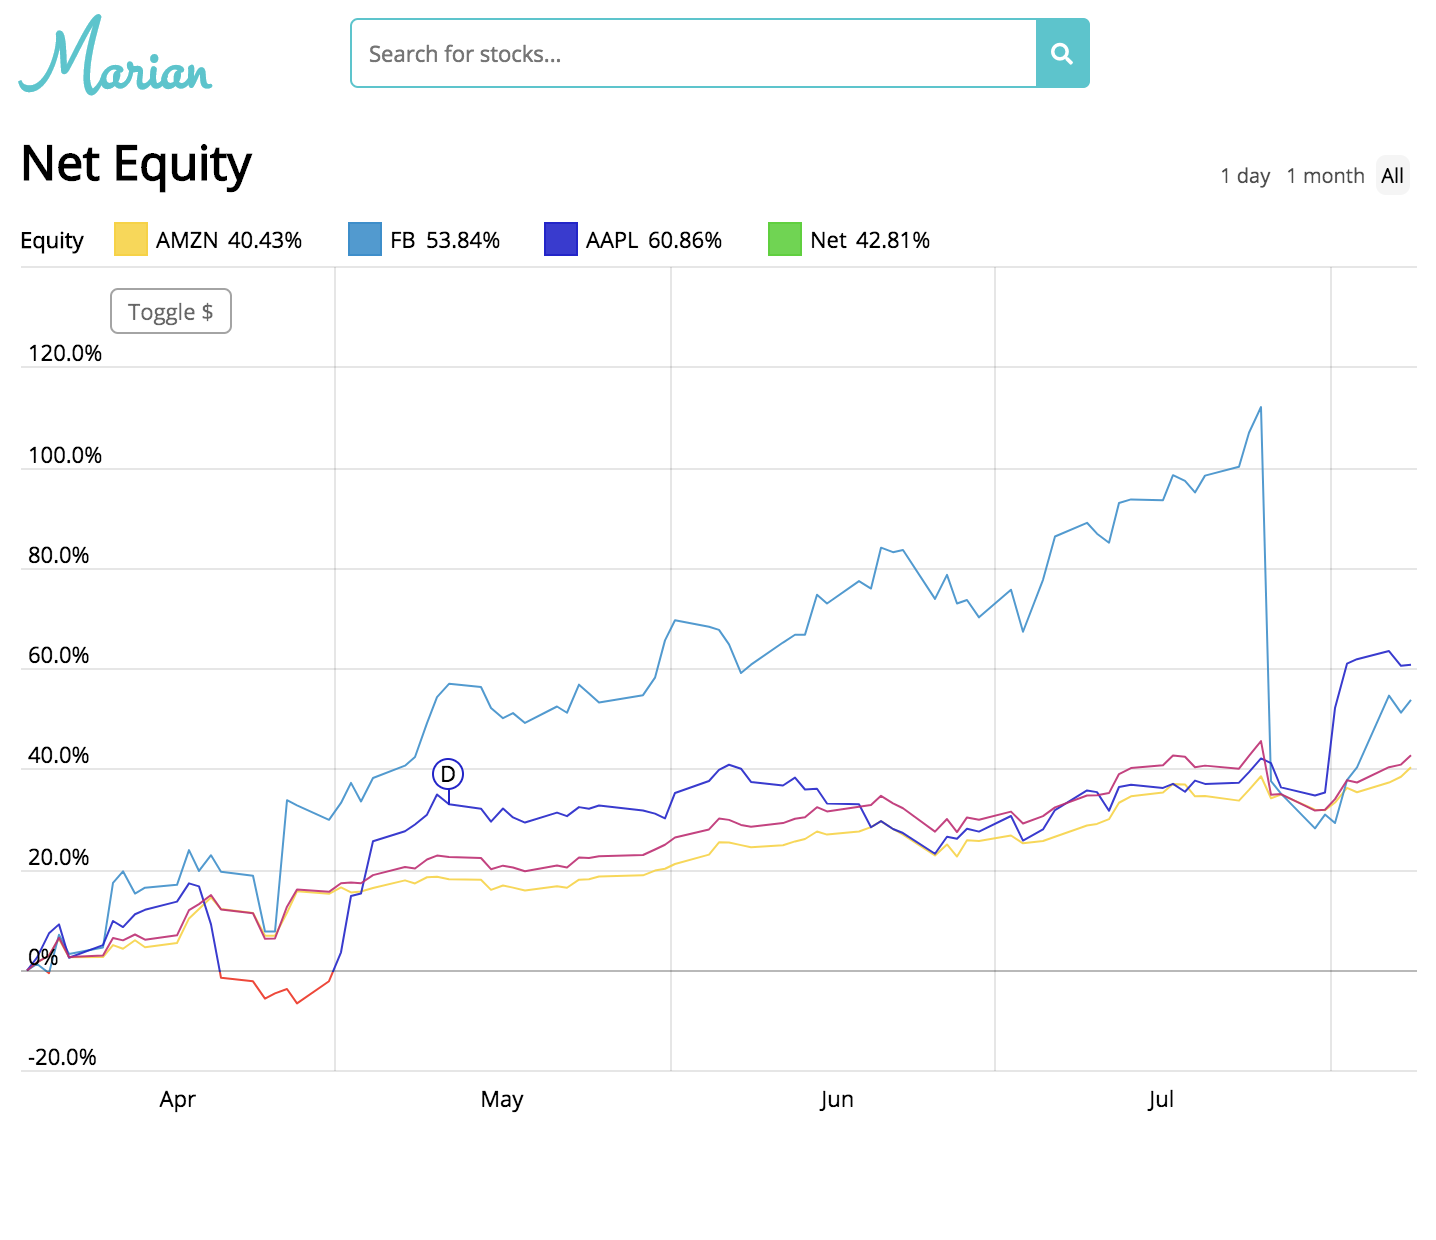 Marian
Search for stocks...
Net Equity
1 day 1 month All
Equity AMZN 40.43% FB 53.84% AAPL 60.86% Net 42.81%
Toggle $
120.0%
100.0%
80.0%
60.0%
40.0%
D
20.0%
0%
-20.0%
Apr May Jun Jul